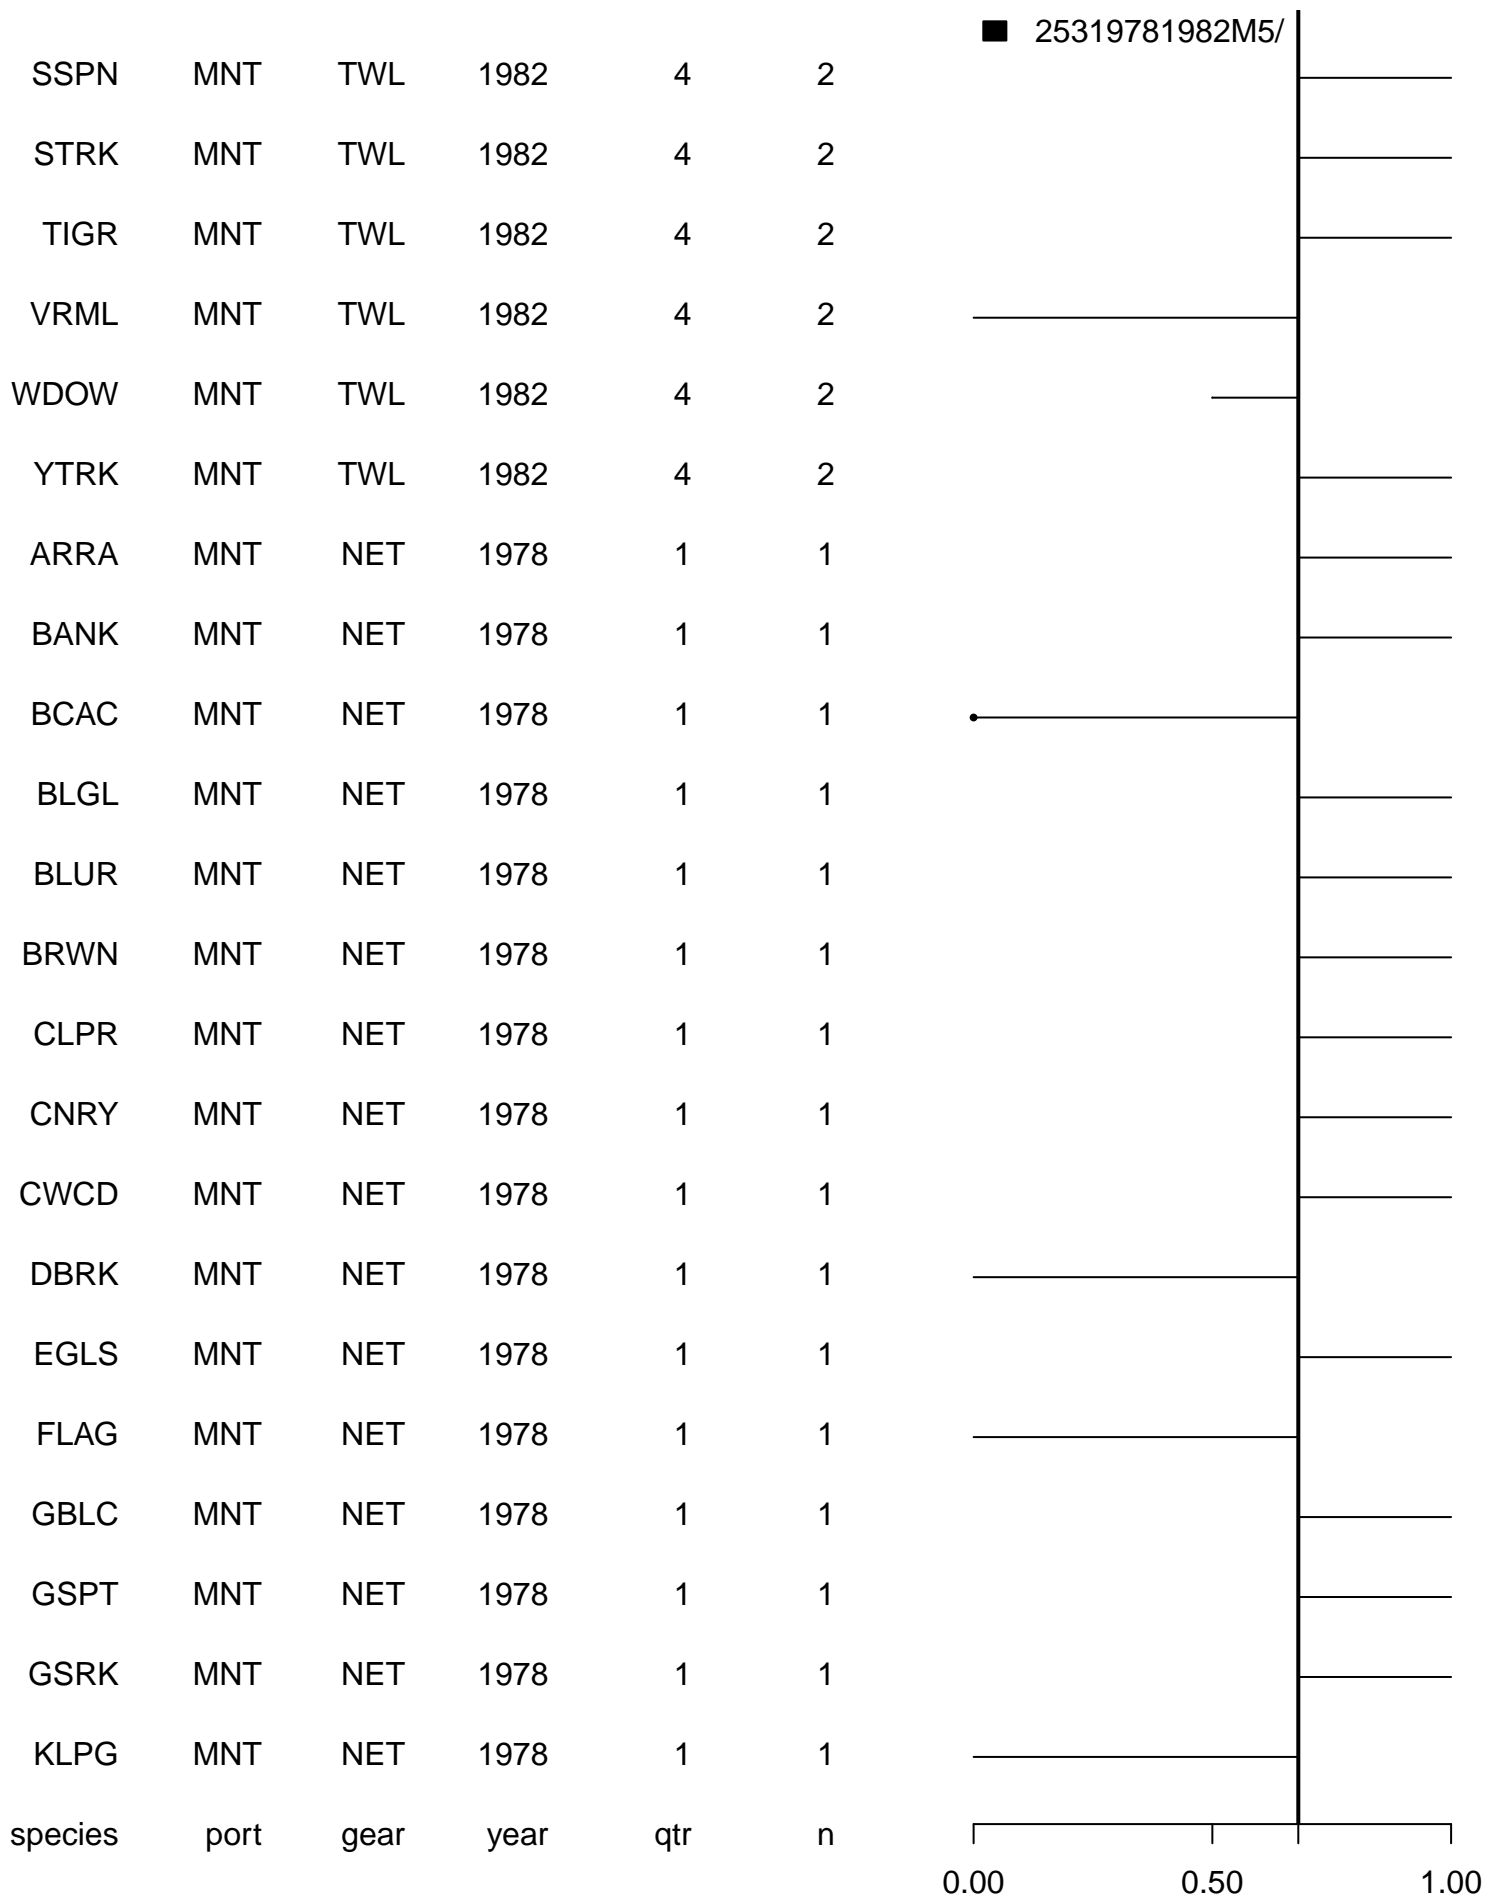 25319781982M5/
SSPN MNT TWL 1982 4 2
STRK MNT TWL 1982 4 2
TIGR MNT TWL 1982 4 2
VRML MNT TWL 1982 4 2
WDOW MNT TWL 1982 4 2
YTRK MNT TWL 1982 4 2
ARRA MNT NET 1978 1 1
BANK MNT NET 1978 1 1
BCAC MNT NET 1978 1 1
BLGL MNT NET 1978 1 1
BLUR MNT NET 1978 1 1
BRWN MNT NET 1978 1 1
CLPR MNT NET 1978 1 1
CNRY MNT NET 1978 1 1
CWCD MNT NET 1978 1 1
DBRK MNT NET 1978 1 1
EGLS MNT NET 1978 1 1
FLAG MNT NET 1978 1 1
GBLC MNT NET 1978 1 1
GSPT MNT NET 1978 1 1
GSRK MNT NET 1978 1 1
KLPG MNT NET 1978 1 1
species port gear year qtr n
0.00 0.50 1.00